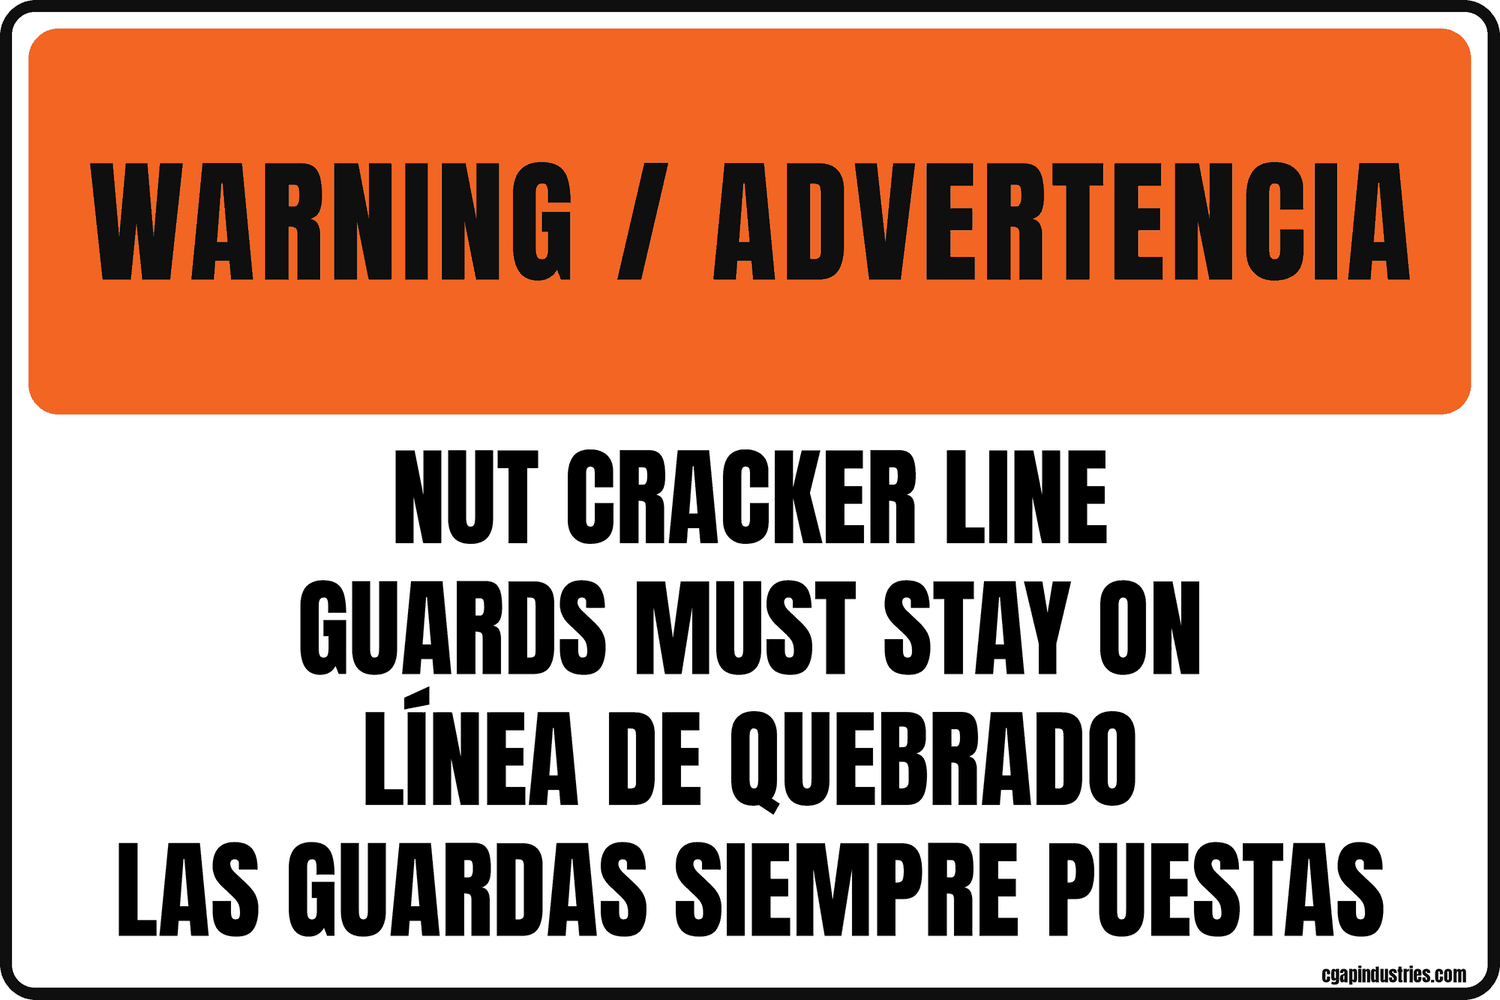 WARNING / ADVERTENCIA
NUT CRACKER LINE
GUARDS MUST STAY ON
LÍNEA DE QUEBRADO
LAS GUARDAS SIEMPRE PUESTAS
cgapindustries.com